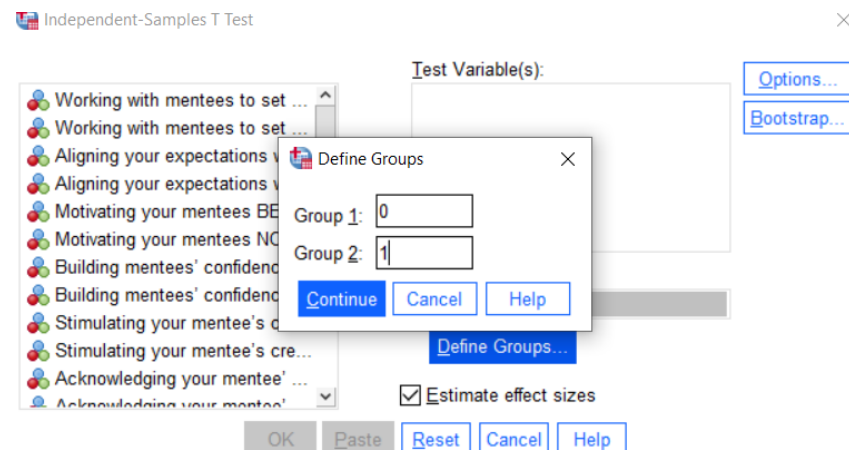 Independent-Samples T Test
Test Variable(s):
Options...
Bootstrap...
Working with mentees to set ...
Working with mentees to set ...
Aligning your expectations
Aligning your expectations
Motivating your mentees BE
Motivating your mentees NO
Building mentees' confidenc
Building mentees' confidenc
Stimulating your mentee's c
Stimulating your mentee's cre...
Acknowledging your mentee' ...
Acknowledging your mentee'
Define Groups
Group 1: 0
Group 2: 1
Continue Cancel Help
Define Groups...
Estimate effect sizes
OK Paste Reset Cancel Help